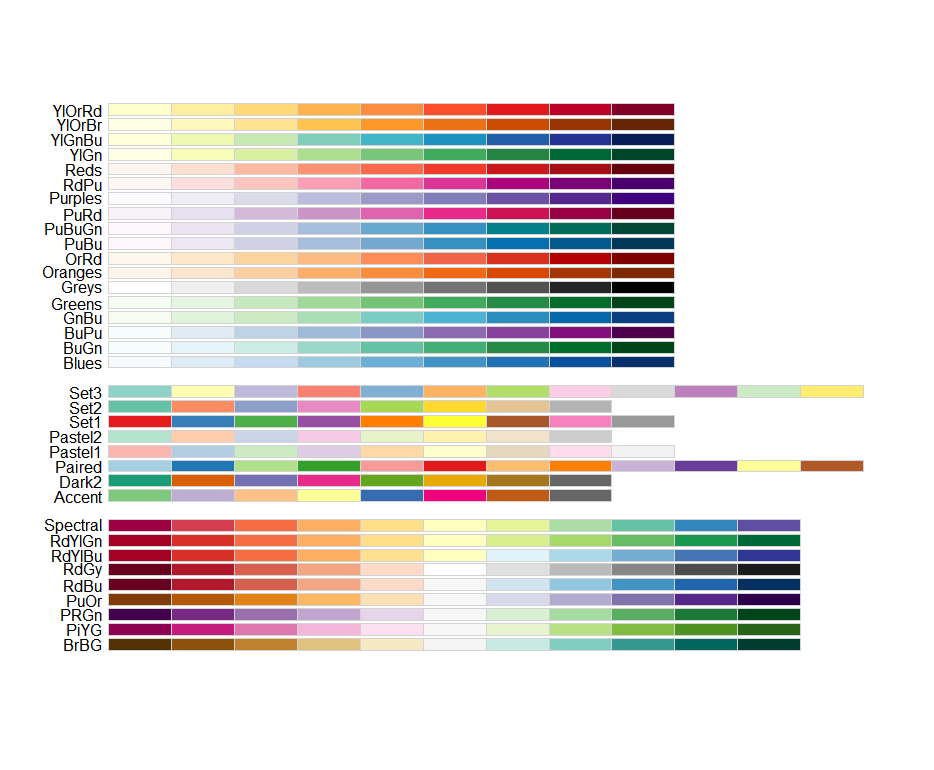 YlOrRd
YlOrBr
YlGnBu
YlGn
Reds
RdPu
Purples
PuRd
PuBuGn
PuBu
OrRd
Oranges
Greys
Greens
GnBu
BuPu
BuGn
Blues
Set3
Set2
Set1
Pastel2
Pastel1
Paired
Dark2
Accent
Spectral
RdYlGn
RdYlBu
RdGy
RdBu
PuOr
PRGn
PiYG
BrBG